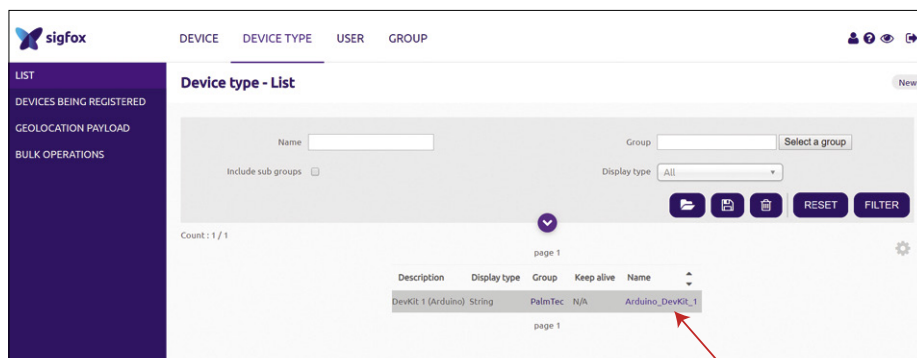 sigfox DEVICE DEVICE TYPE USER GROUP
LIST
DEVICES BEING REGISTERED
GEOLOCATION PAYLOAD
BULK OPERATIONS
Device type - List
New
Name Group Select a group
Include sub groups Display type All
RESET FILTER
Count : 1 / 1
page 1
Description Display type Group Keep alive Name
DevKit 1 (Arduino) String PalmTec N/A Arduino_DevKit_1
page 1